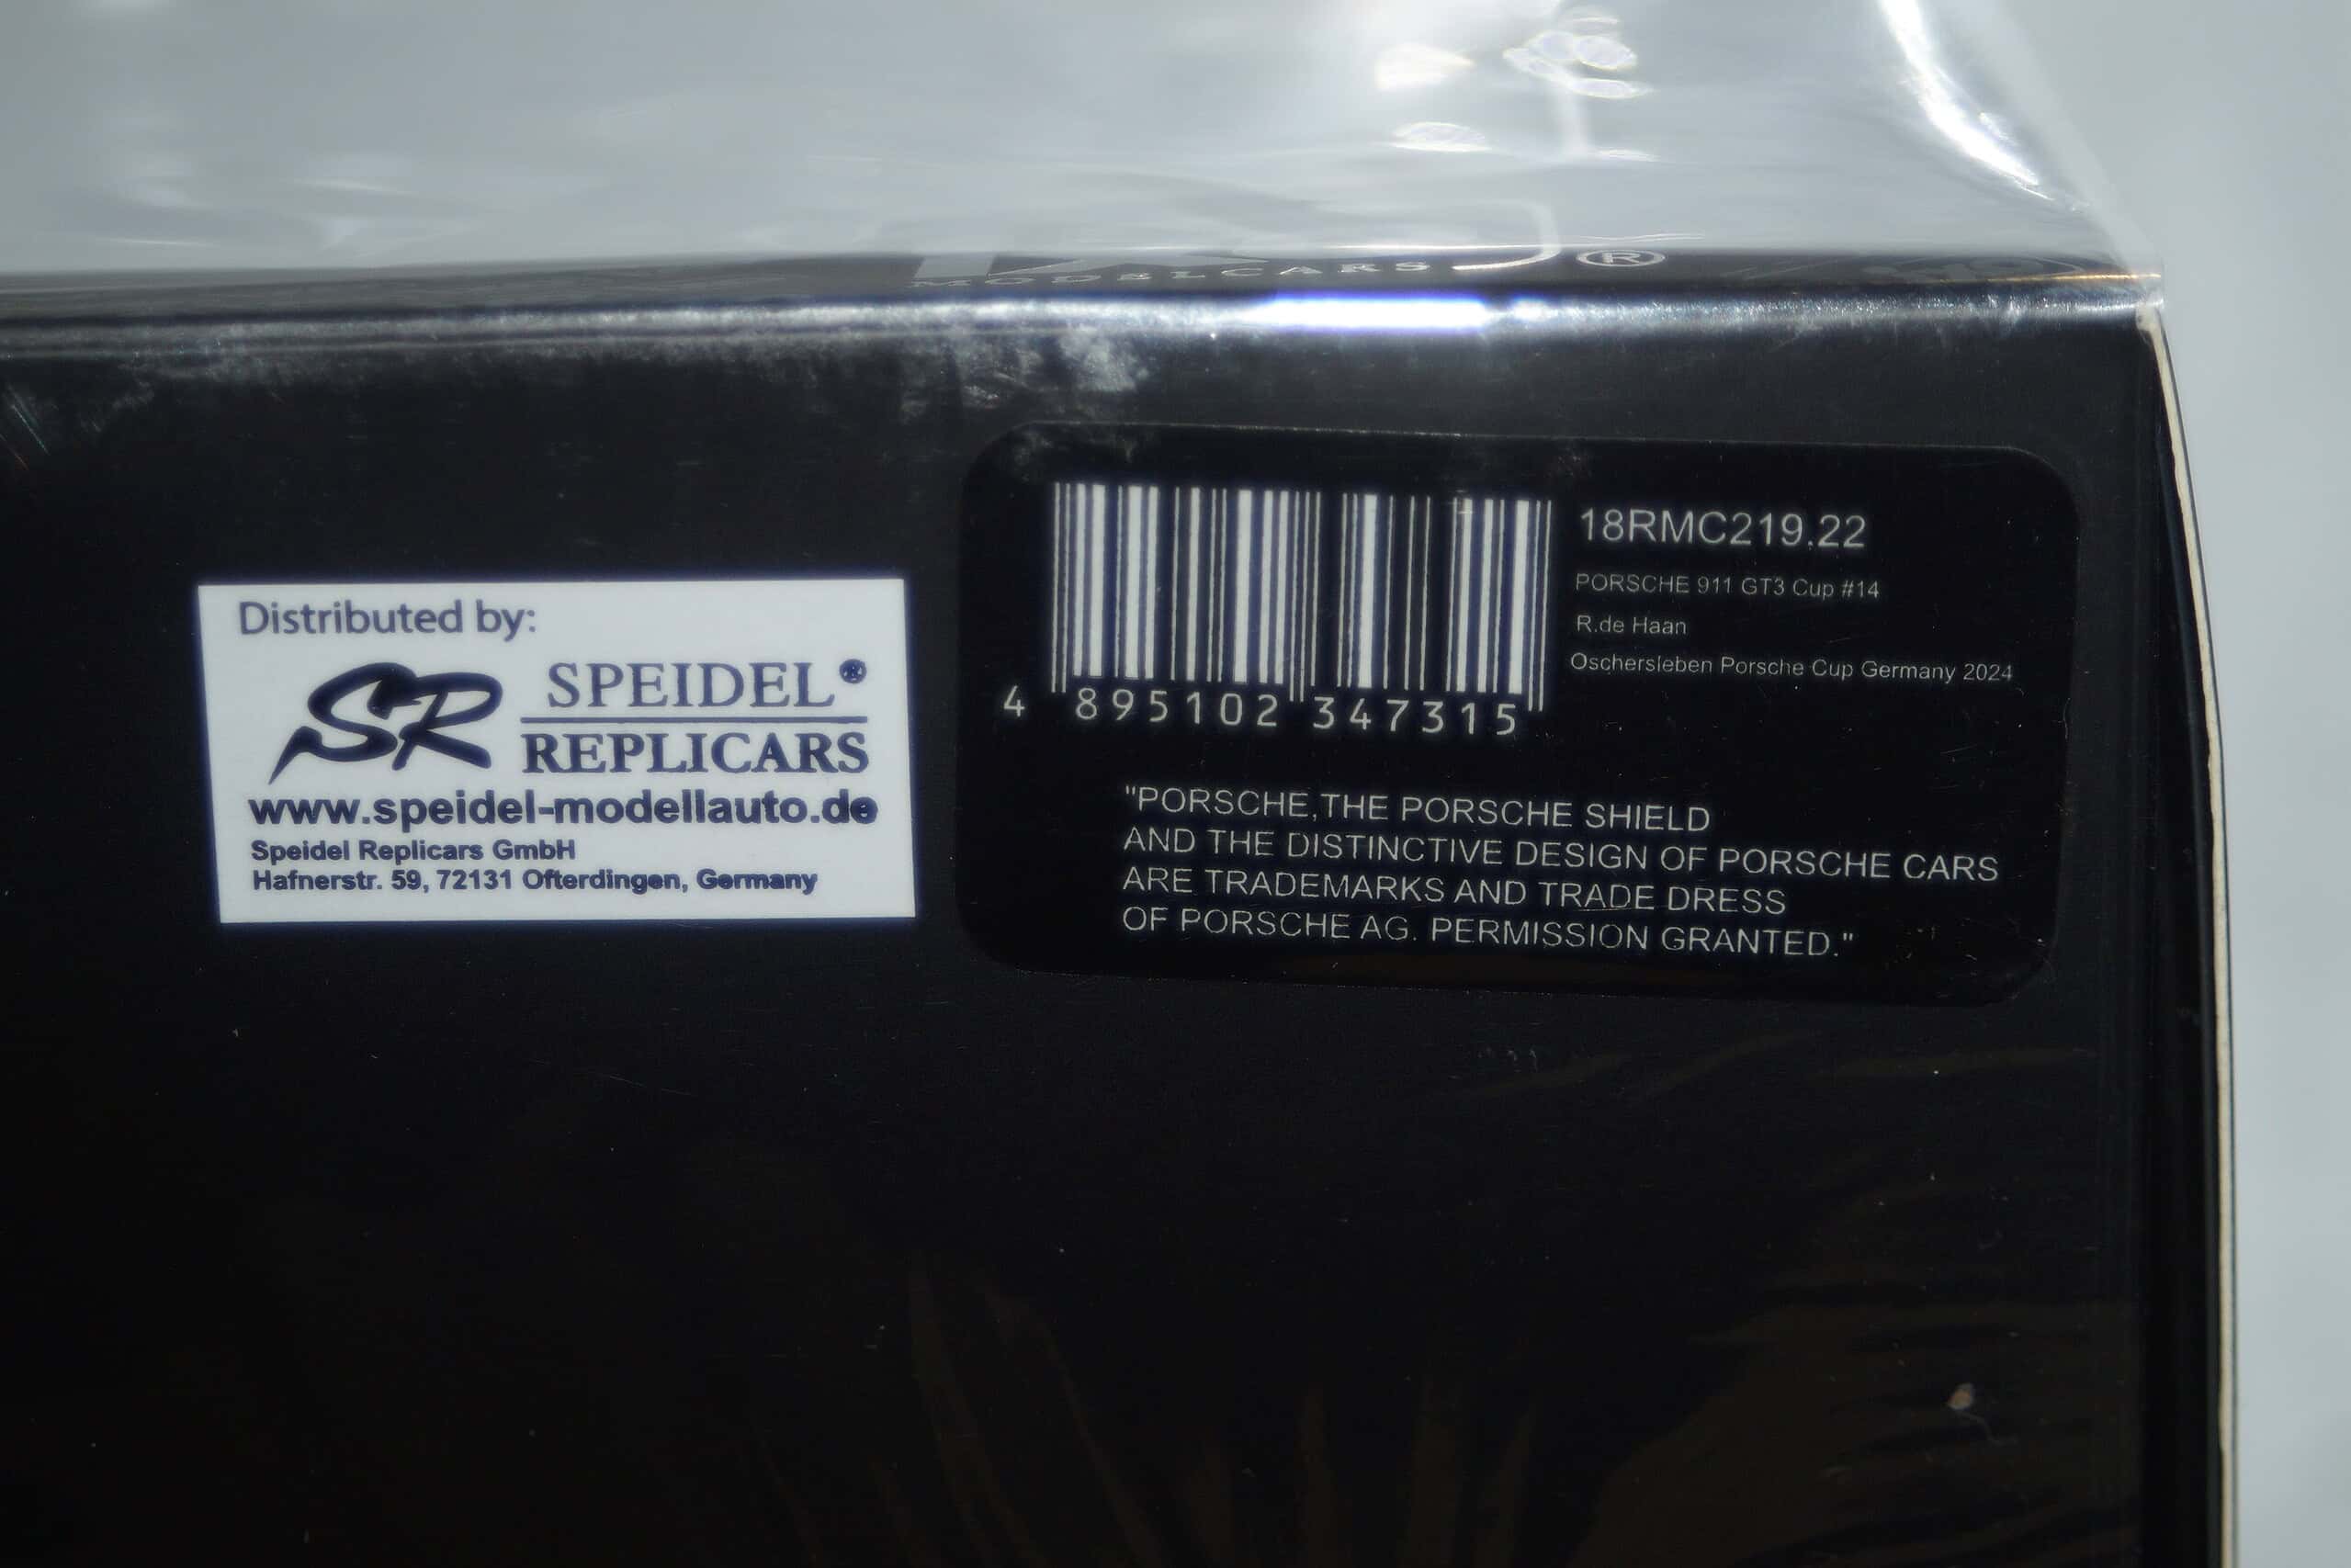 MODELCARS ®
Distributed by:
SR SPEIDEL
REPLICARS
www.speidel-modellauto.de
Speidel Replicars GmbH
Hafnerstr. 59, 72131 Ofterdingen, Germany
18RMC219.22
PORSCHE 911 GT3 Cup #14
R.de Haan
Oschersleben Porsche Cup Germany 2024
4 895102 347315
"PORSCHE,THE PORSCHE SHIELD
AND THE DISTINCTIVE DESIGN OF PORSCHE CARS
ARE TRADEMARKS AND TRADE DRESS
OF PORSCHE AG. PERMISSION GRANTED."